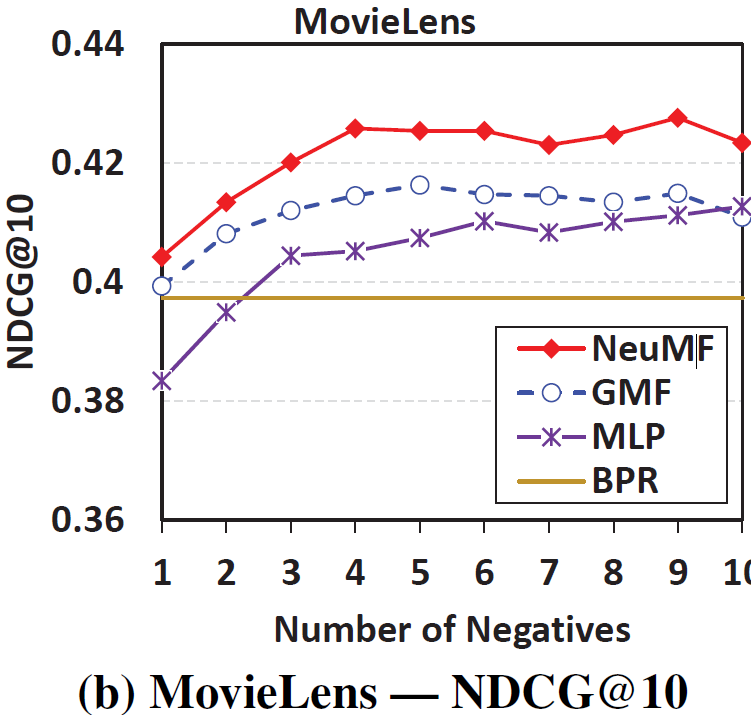 MovieLens
0.44
0.42
0.4
0.38
0.36
NDCG@10
NeuMF
GMF
MLP
BPR
1 2 3 4 5 6 7 8 9 10
Number of Negatives
(b) MovieLens — NDCG@10